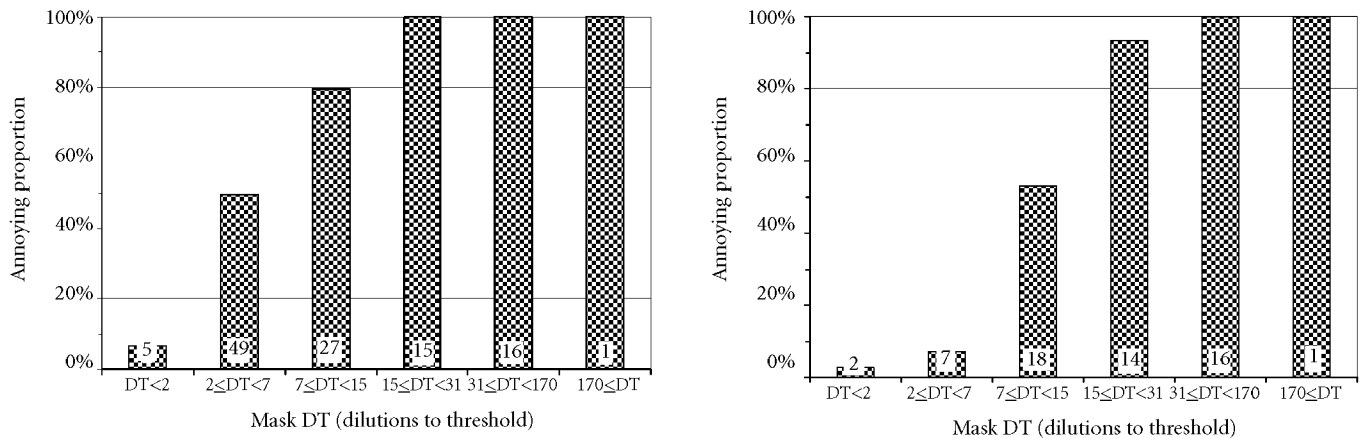 100%
80%
60%
40%
20%
0%
Annoying proportion
5
49
27
15
16
1
DT<2
2≤DT<7
7≤DT<15
15≤DT<31
31≤DT<170
170≤DT
Mask DT (dilutions to threshold)
100%
80%
60%
40%
20%
0%
Annoying proportion
2
7
18
14
16
1
DT<2
2≤DT<7
7≤DT<15
15≤DT<31
31≤DT<170
170≤DT
Mask DT (dilutions to threshold)